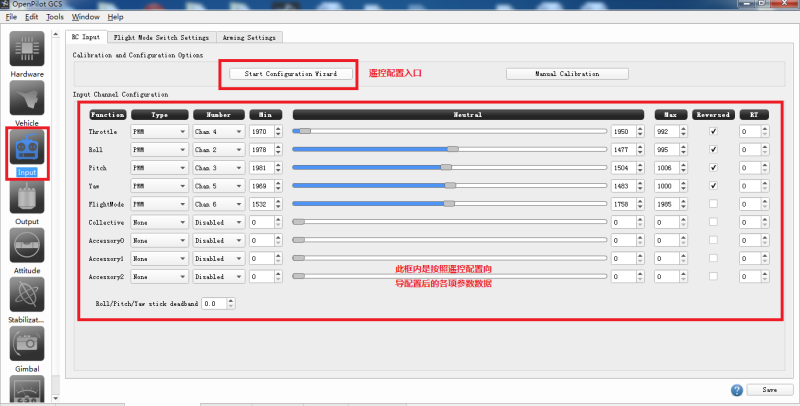 OpenPilot GCS
File Edit Tools Window Help
RC Input Flight Mode Switch Settings Arming Settings
Calibration and Configuration Options
Start Configuration Wizard 遥控配置入口 Manual Calibration
Input Channel Configuration
Function Type Number Min Neutral Max Reversed RT
Throttle PWM Chan 4 1970 1950 992 0
Roll PWM Chan 2 1978 1477 995 0
Pitch PWM Chan 3 1981 1504 1006 0
Yaw PWM Chan 5 1969 1483 1000 0
FlightMode PWM Chan 6 1532 1758 1985 0
Collective None Disabled 0 0 0 0
Accessory0 None Disabled 0 0 0 0
Accessory1 None Disabled 0 0 0 0
Accessory2 None Disabled 0 0 0 0
此框内是按照遥控配置向
导配置后的各项参数数据
Roll/Pitch/Yaw stick deadband 0.0
Hardware
Vehicle
Input
Output
Attitude
Stabilizat...
Gimbal
? Save